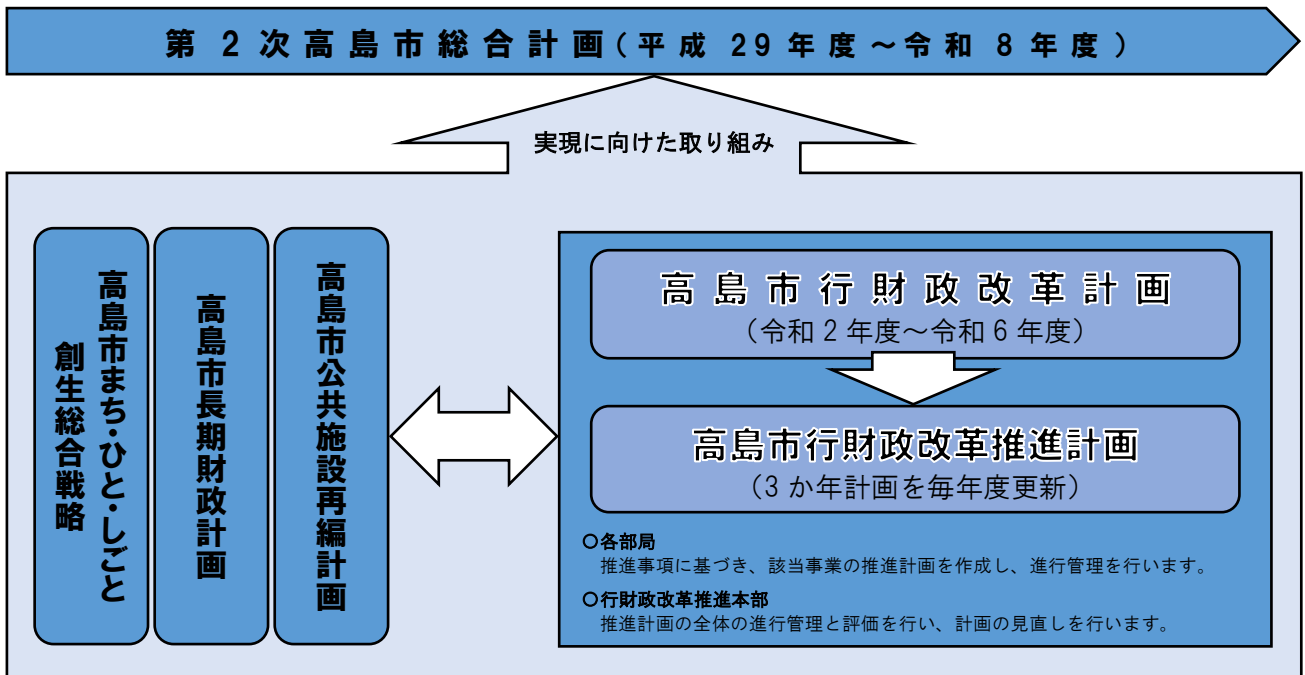 第2次高島市総合計画(平成29年度～令和8年度)
実現に向けた取り組み
高島市まち・ひと・しごと
創生総合戦略
高島市長期財政計画
高島市公共施設再編計画
高島市行財政改革計画
(令和2年度～令和6年度)
高島市行財政改革推進計画
(3か年計画を毎年度更新)
○各部局
推進事項に基づき、該当事業の推進計画を作成し、進行管理を行います。
○行財政改革推進本部
推進計画の全体の進行管理と評価を行い、計画の見直しを行います。